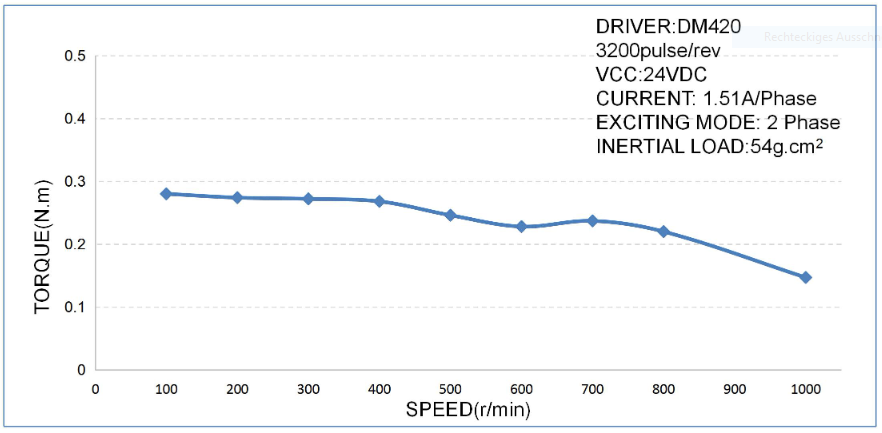 DRIVER:DM420
Rechteckiges Ausschn
3200pulse/rev
VCC:24VDC
CURRENT: 1.51A/Phase
EXCITING MODE: 2 Phase
INERTIAL LOAD:54g.cm²
0.5
0.4
0.3
0.2
0.1
0
TORQUE(N.m)
0 100 200 300 400 500 600 700 800 900 1000
SPEED(r/min)